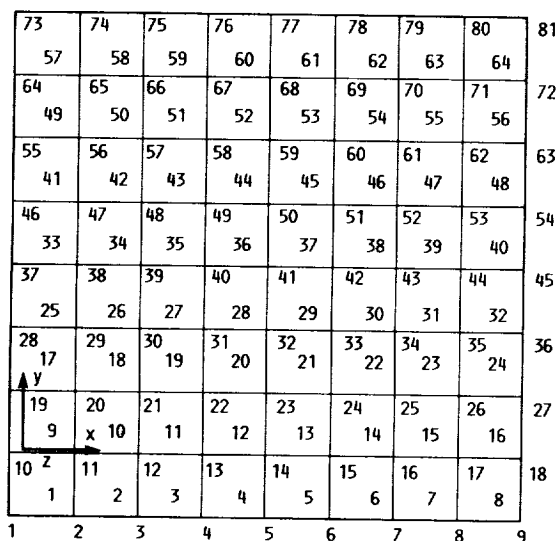 73 74 75 76 77 78 79 80 81
57 58 59 60 61 62 63 64
64 65 66 67 68 69 70 71 72
49 50 51 52 53 54 55 56
55 56 57 58 59 60 61 62 63
41 42 43 44 45 46 47 48
46 47 48 49 50 51 52 53 54
33 34 35 36 37 38 39 40
37 38 39 40 41 42 43 44 45
25 26 27 28 29 30 31 32
28 29 30 31 32 33 34 35 36
17 18 19 20 21 22 23 24
y
19 20 21 22 23 24 25 26 27
9 x 10 11 12 13 14 15 16
z
10 11 12 13 14 15 16 17 18
1 2 3 4 5 6 7 8
1 2 3 4 5 6 7 8 9